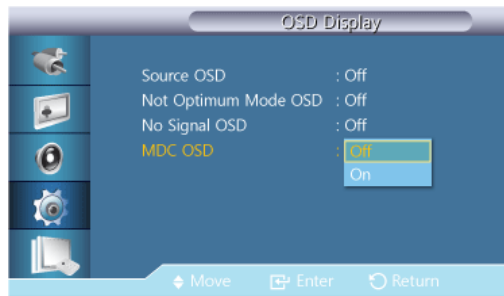 OSD Display
Source OSD : Off
Not Optimum Mode OSD : Off
No Signal OSD : Off
MDC OSD : Off
On
Move Enter Return